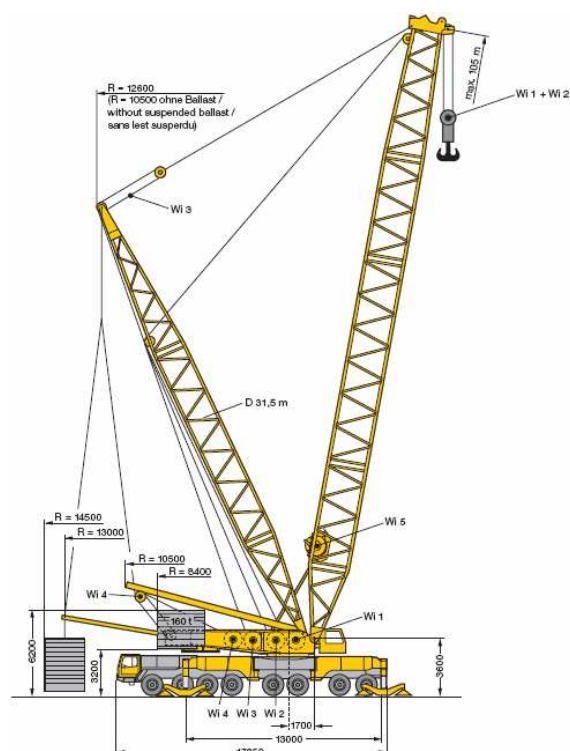 max. 105 m
Wi 1 + Wi 2
R = 12600
(R = 10500 ohne Ballast /
without suspended ballast /
sans lest susperdu)
Wi 3
D 31,5 m
R = 14500
R = 13000
Wi 5
R = 10500
R = 8400
Wi 4
160 t
Wi 1
6200
3200
3600
Wi 4
Wi 3
Wi 2
1700
13000